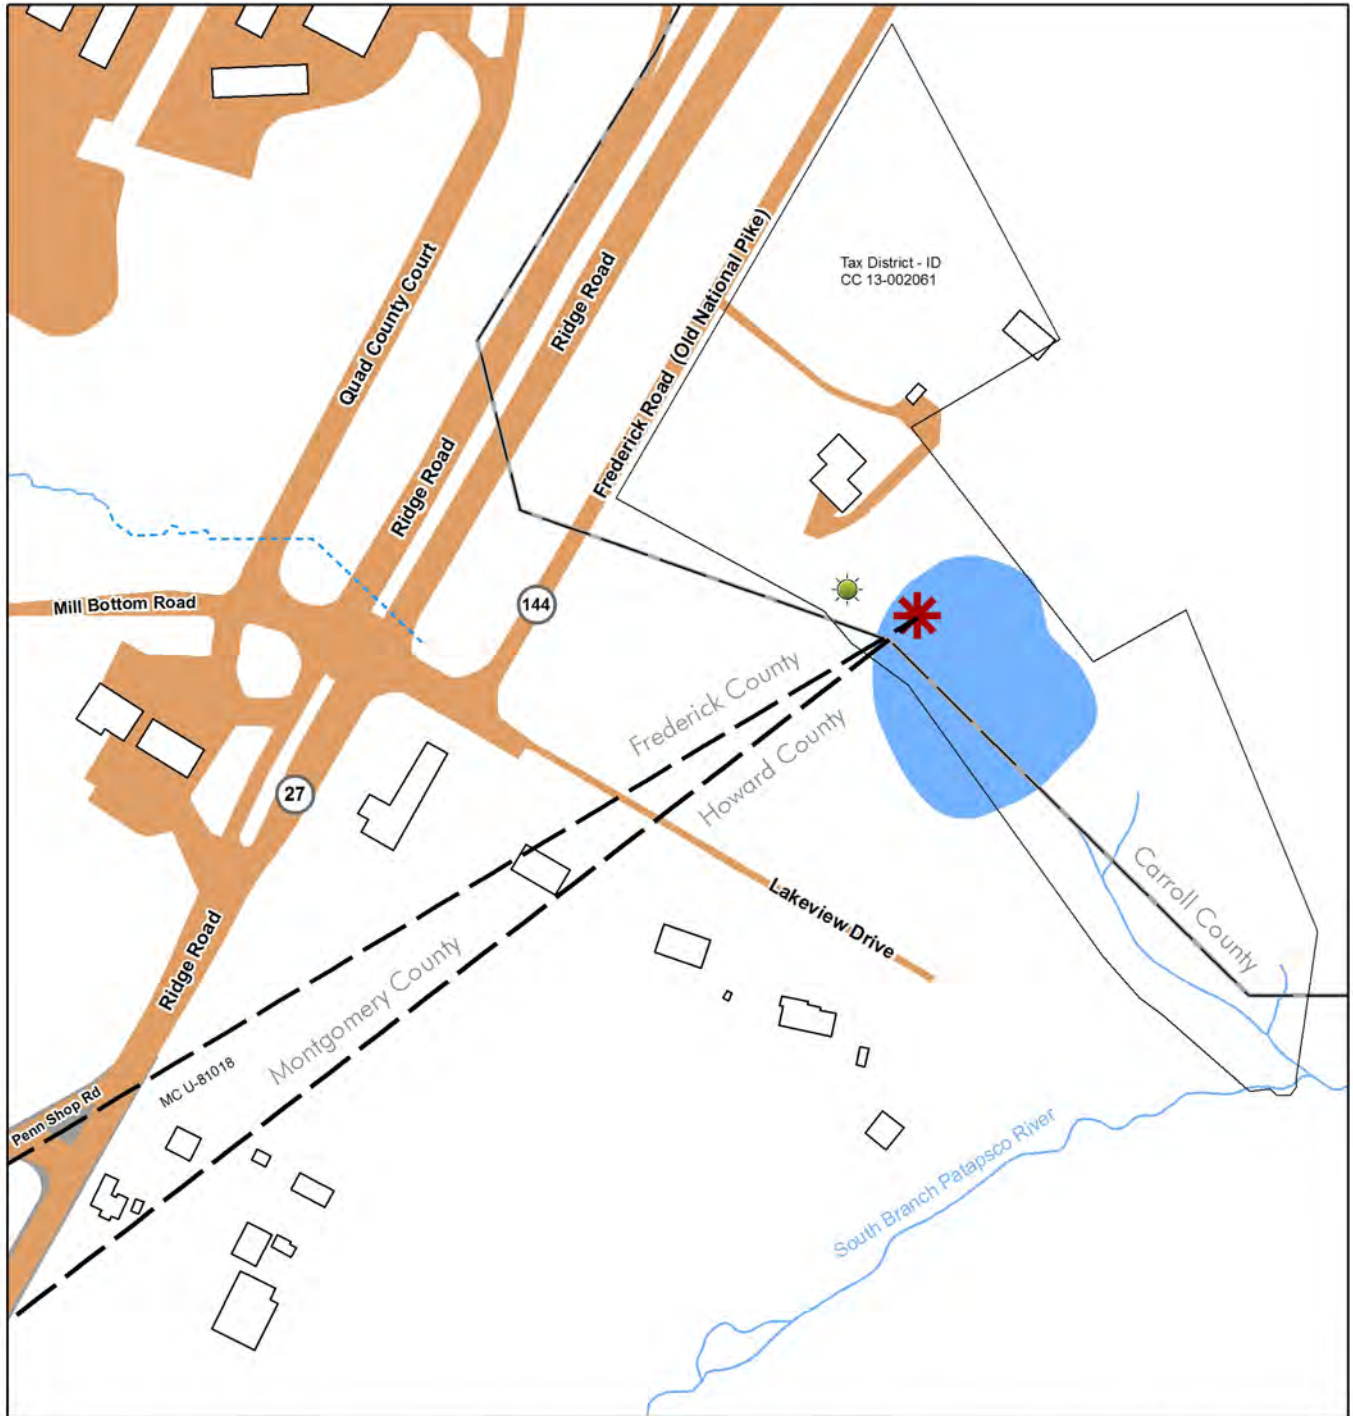 Tax District - ID
CC 13-002061
Quad County Court
Ridge Road
Frederick Road (Old National Pike)
Ridge Road
Mill Bottom Road
144
Frederick County
Howard County
27
Carroll County
Lakeview Drive
Ridge Road
Montgomery County
MC U-81018
Penn Shop Rd
South Branch Patapsco River